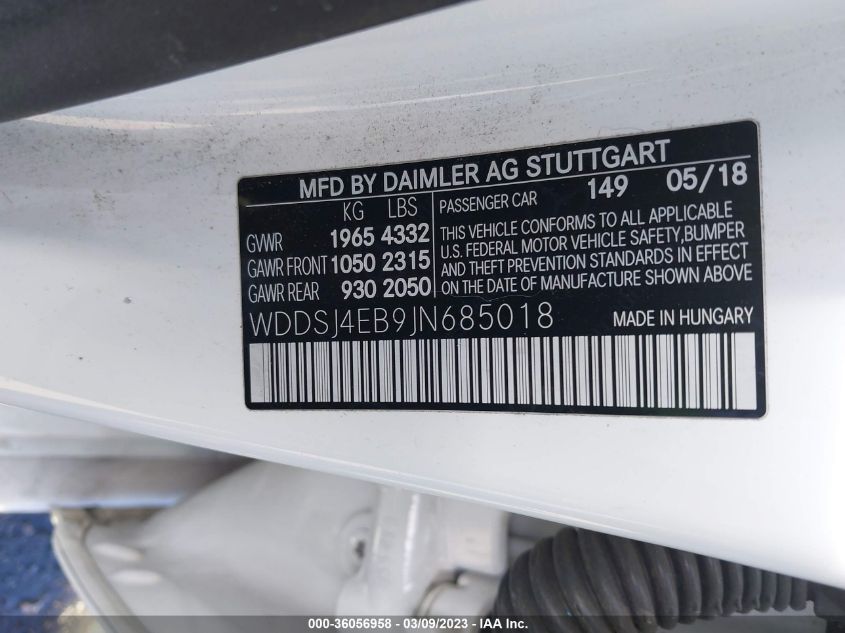 MFD BY DAIMLER AG STUTTGART
KG LBS
GVWR 1965 4332
GAWR FRONT 1050 2315
GAWR REAR 930 2050
PASSENGER CAR 149 05/18
THIS VEHICLE CONFORMS TO ALL APPLICABLE
U.S. FEDERAL MOTOR VEHICLE SAFETY,BUMPER
AND THEFT PREVENTION STANDARDS IN EFFECT
ON THE DATE OF MANUFACTURE SHOWN ABOVE
WDDSJ4EB9JN685018 MADE IN HUNGARY
000-36056958 - 03/09/2023 - IAA Inc.